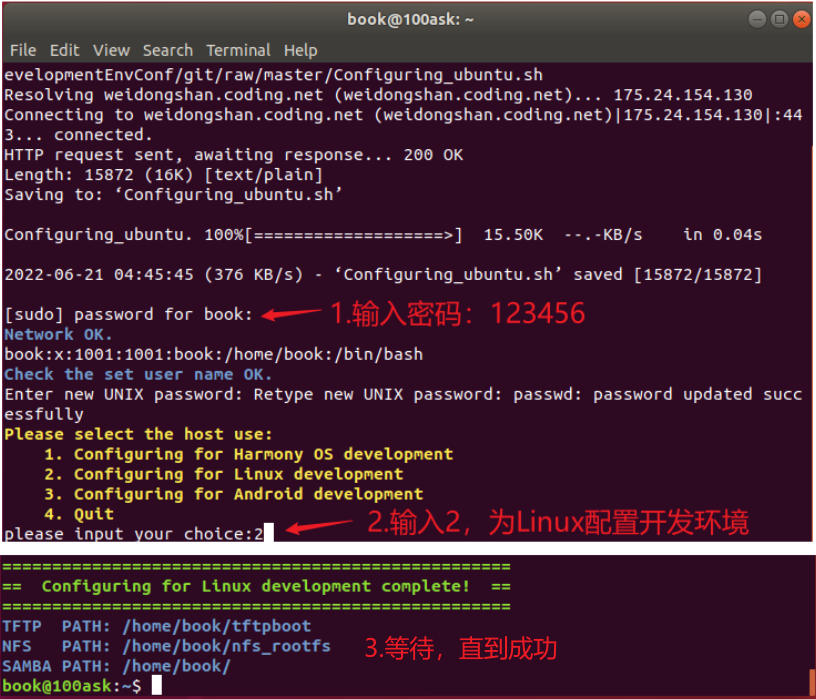 book@100ask: ~
File Edit View Search Terminal Help
evelopmentEnvConf/git/raw/master/Configuring_ubuntu.sh
Resolving weidongshan.coding.net (weidongshan.coding.net)... 175.24.154.130
Connecting to weidongshan.coding.net (weidongshan.coding.net)|175.24.154.130|:44
3... connected.
HTTP request sent, awaiting response... 200 OK
Length: 15872 (16K) [text/plain]
Saving to: ‘Configuring_ubuntu.sh’
Configuring_ubuntu. 100%[===================>]  15.50K  --.-KB/s    in 0.04s
2022-06-21 04:45:45 (376 KB/s) - ‘Configuring_ubuntu.sh’ saved [15872/15872]
[sudo] password for book: 1.输入密码：123456
Network OK.
book:x:1001:1001:book:/home/book:/bin/bash
Check the set user name OK.
Enter new UNIX password: Retype new UNIX password: passwd: password updated succ
essfully
Please select the host use:
1. Configuring for Harmony OS development
2. Configuring for Linux development
3. Configuring for Android development
4. Quit
please input your choice:2 2.输入2，为Linux配置开发环境
===================================================
==  Configuring for Linux development complete!  ==
===================================================
TFTP  PATH: /home/book/tftpboot
NFS   PATH: /home/book/nfs_rootfs 3.等待，直到成功
SAMBA PATH: /home/book/
book@100ask:~$